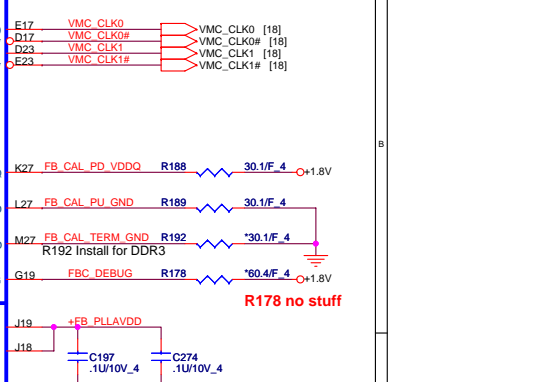 E17 VMC_CLK0 VMC_CLK0 [18]
D17 VMC_CLK0# VMC_CLK0# [18]
D23 VMC_CLK1 VMC_CLK1 [18]
E23 VMC_CLK1# VMC_CLK1# [18]
B
K27 FB_CAL_PD_VDDQ R188 30.1/F_4 +1.8V
L27 FB_CAL_PU_GND R189 30.1/F_4
M27 FB_CAL_TERM_GND R192 *30.1/F_4
R192 Install for DDR3
G19 FBC_DEBUG R178 *60.4/F_4 +1.8V
R178 no stuff
J19 +FB_PLLAVDD
J18
C197 C274
.1U/10V_4 .1U/10V_4